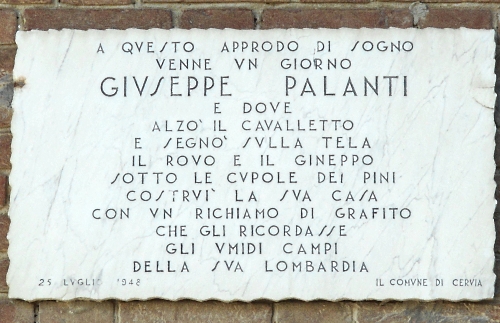 A QVESTO APPRODO DI SOGNO
VENNE VN GIORNO
GIVSEPPE PALANTI
E DOVE
ALZO' IL CAVALLETTO
E SEGNO' SVLLA TELA
IL ROVO E IL GINEPPO
SOTTO LE CVPOLE DEI PINI
COSTRVI' LA SVA CASA
CON VN RICHIAMO DI GRAFITO
CHE GLI RICORDASSE
GLI VMIDI CAMPI
DELLA SVA LOMBARDIA
25 LVGLIO 1948 IL COMVNE DI CERVIA